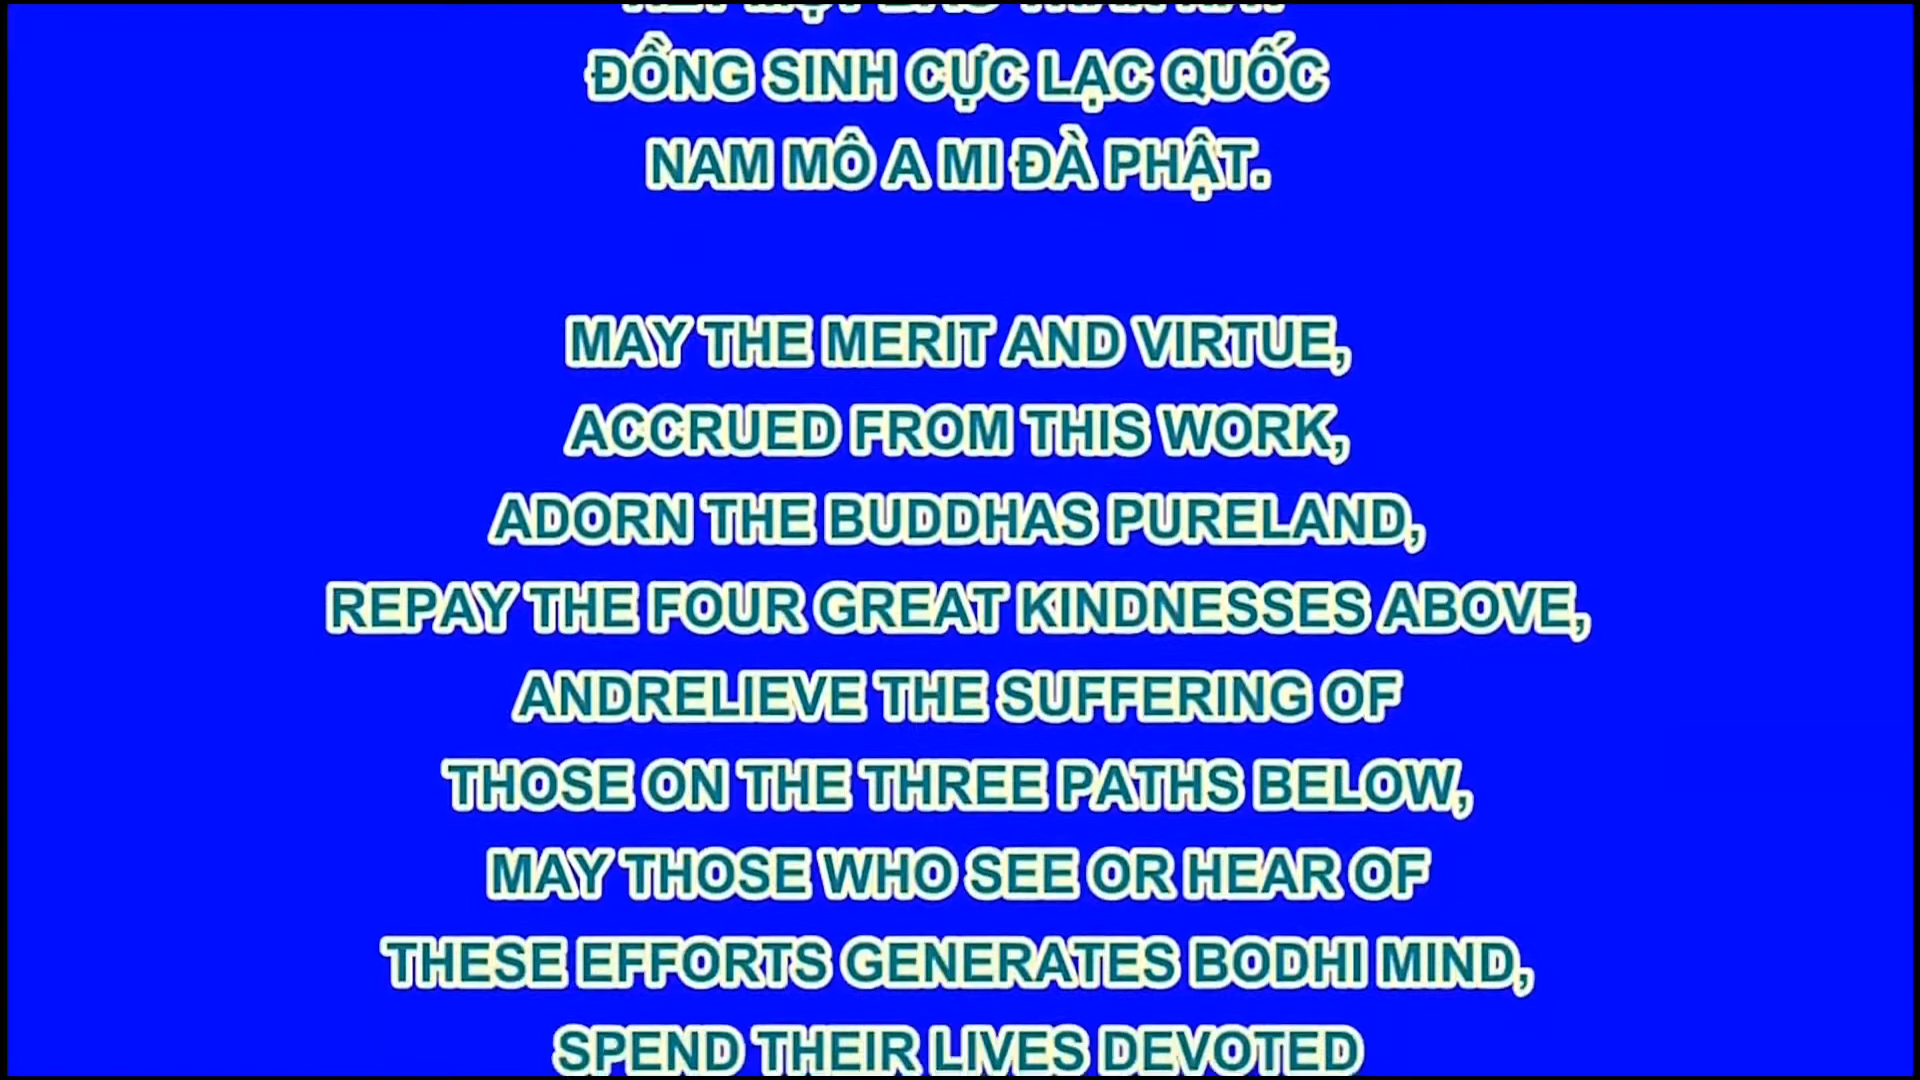 ĐỒNG SINH CỰC LẠC QUỐC
NAM MÔ A MI ĐÀ PHẬT.
MAY THE MERIT AND VIRTUE,
ACCRUED FROM THIS WORK,
ADORN THE BUDDHAS PURELAND,
REPAY THE FOUR GREAT KINDNESSES ABOVE,
ANDRELIEVE THE SUFFERING OF
THOSE ON THE THREE PATHS BELOW,
MAY THOSE WHO SEE OR HEAR OF
THESE EFFORTS GENERATES BODHI MIND,
SPEND THEIR LIVES DEVOTED